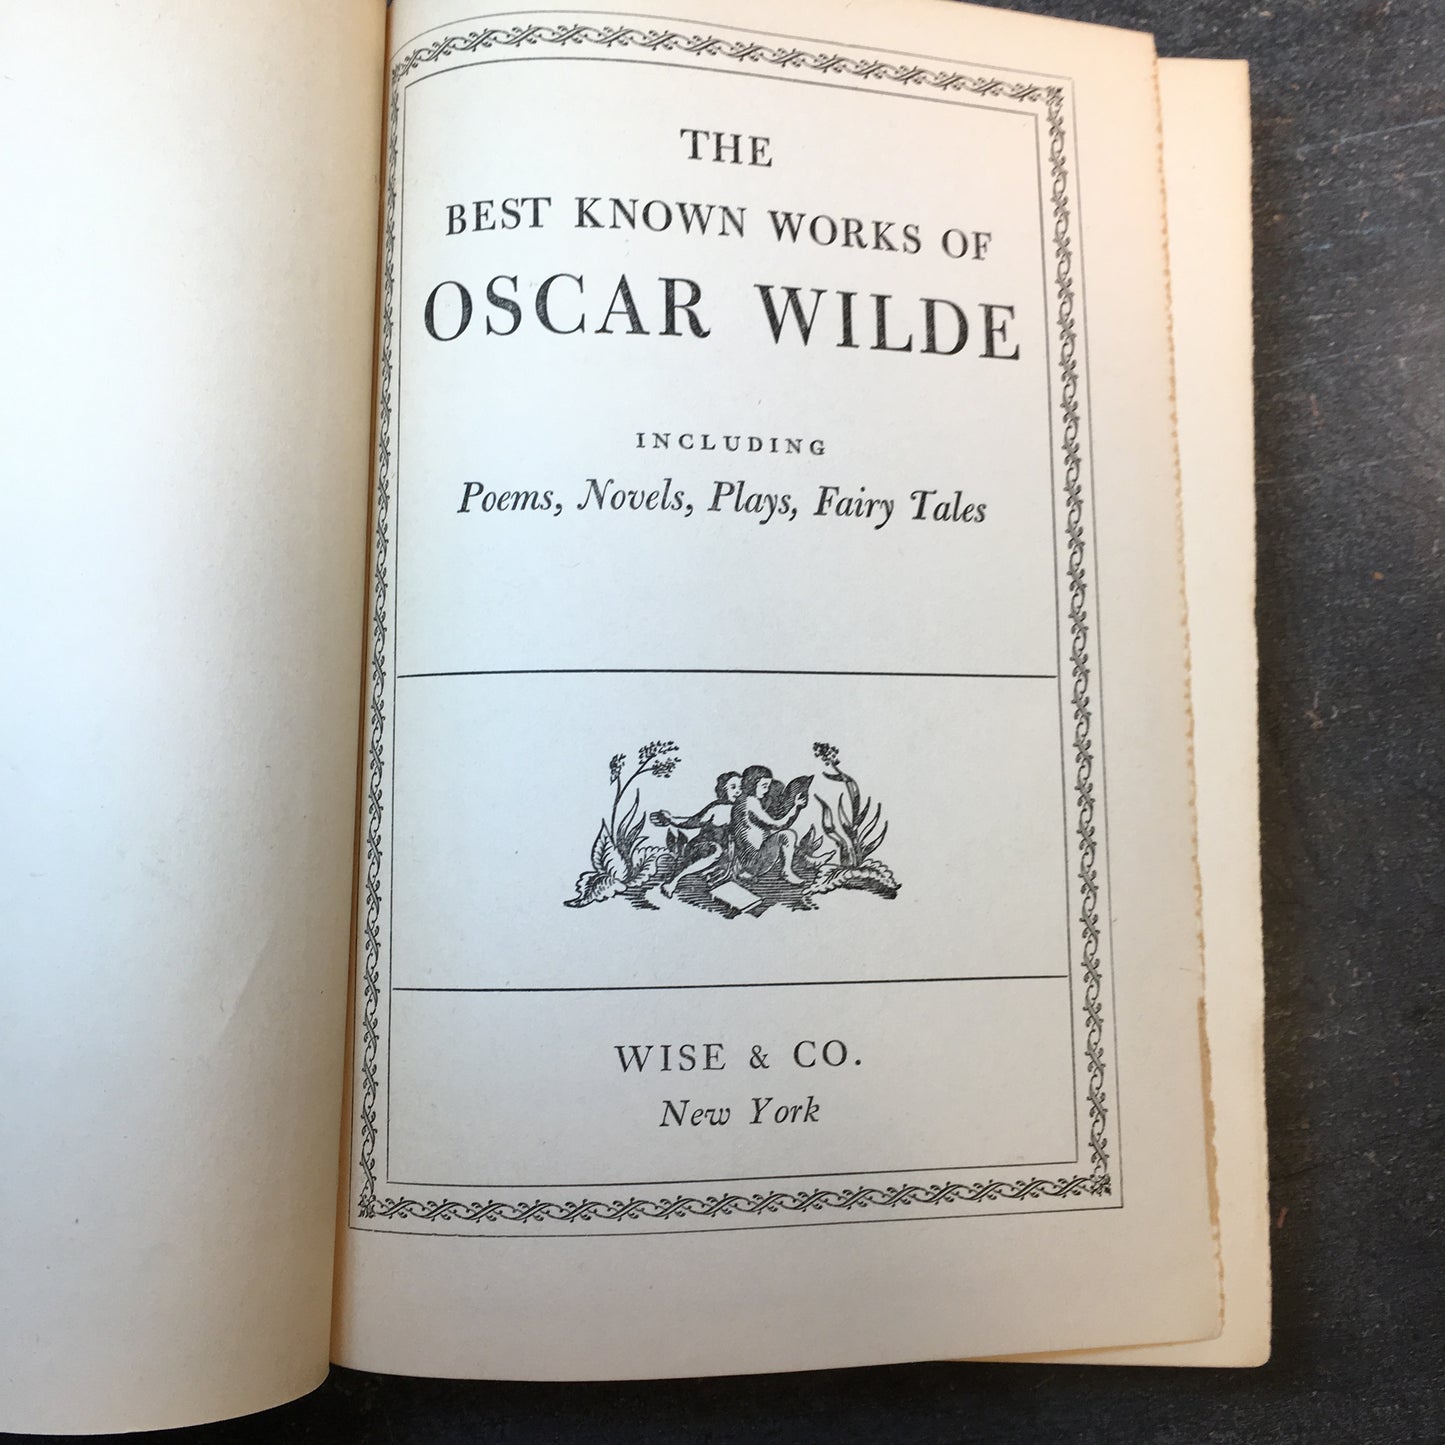 THE
BEST KNOWN WORKS OF
OSCAR WILDE
INCLUDING
Poems, Novels, Plays, Fairy Tales
WISE & CO.
New York